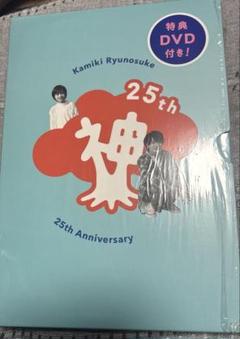 特典
DVD
付き!
Kamiki Ryunosuke
25th
神
25th Anniversary